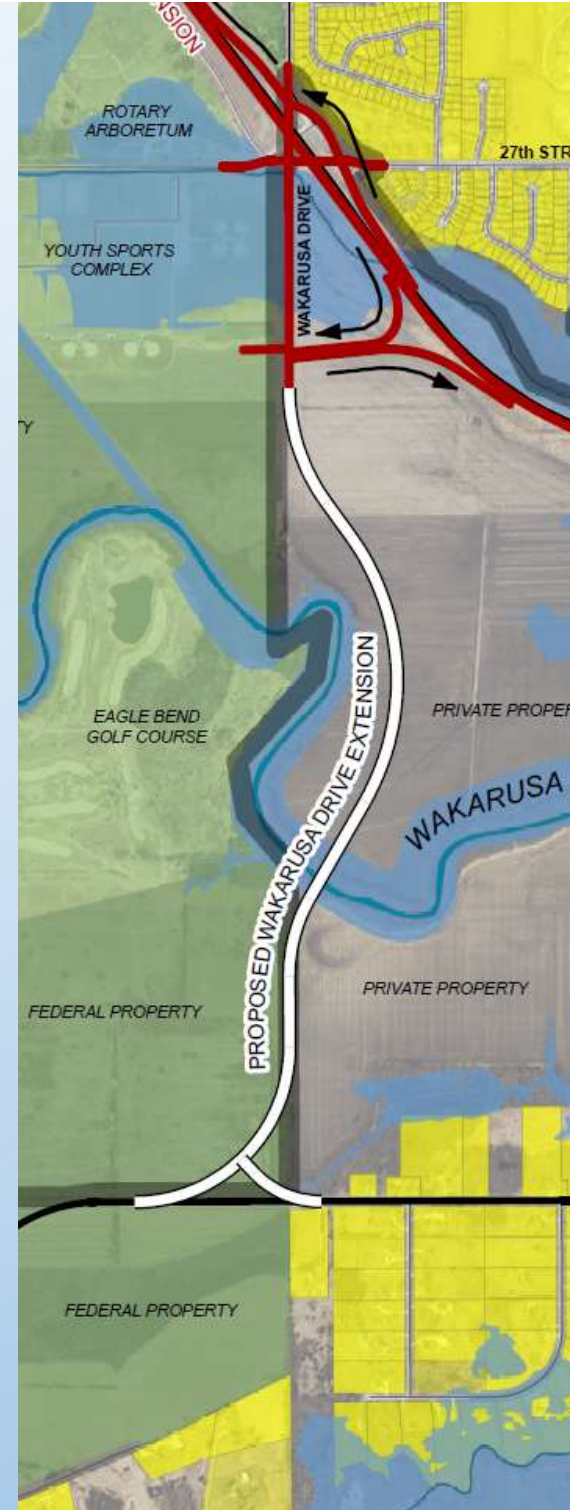 NSION
ROTARY
ARBORETUM
27th STR
YOUTH SPORTS
COMPLEX
WAKARUSA DRIVE
TY
EAGLE BEND
GOLF COURSE
PRIVATE PROPER
PROPOSED WAKARUSA DRIVE EXTENSION
WAKARUSA
FEDERAL PROPERTY
PRIVATE PROPERTY
FEDERAL PROPERTY